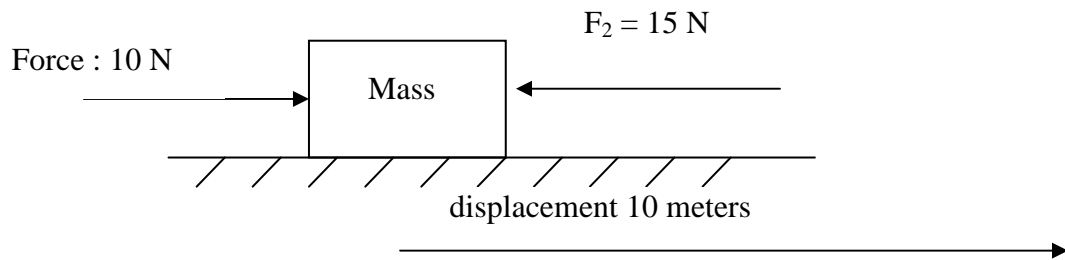 F₂ = 15 N
Force : 10 N
Mass
displacement 10 meters